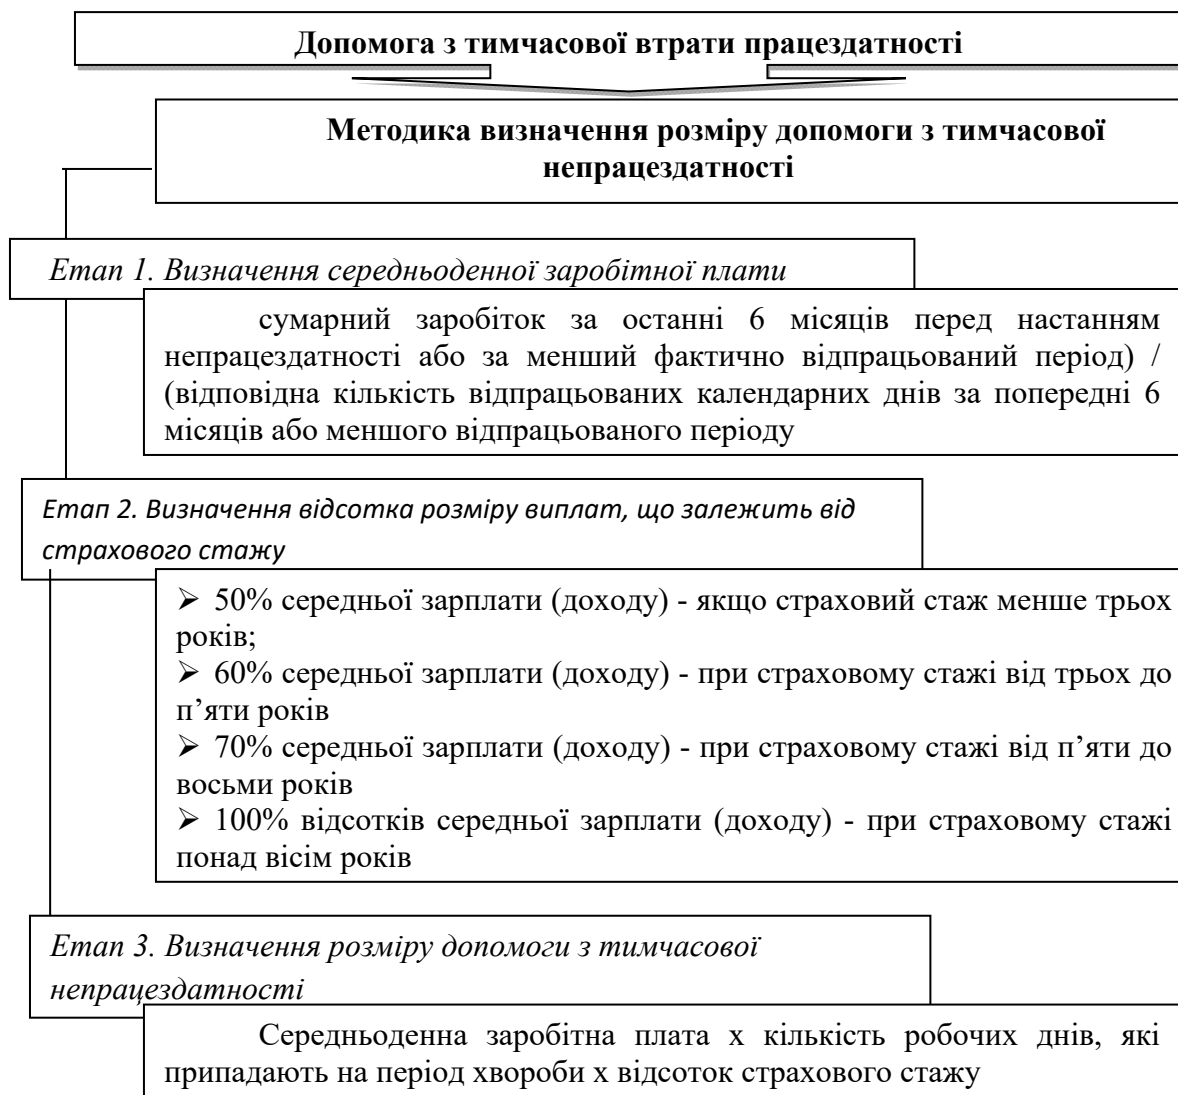 Допомога з тимчасової втрати працездатності
Методика визначення розміру допомоги з тимчасової
непрацездатності
Етап 1. Визначення середньоденної заробітної плати
сумарний заробіток за останні 6 місяців перед настанням
непрацездатності або за менший фактично відпрацьований період) /
(відповідна кількість відпрацьованих календарних днів за попередні 6
місяців або меншого відпрацьованого періоду
Етап 2. Визначення відсотка розміру виплат, що залежить від
страхового стажу
➢ 50% середньої зарплати (доходу) - якщо страховий стаж менше трьох
років;
➢ 60% середньої зарплати (доходу) - при страховому стажі від трьох до
п’яти років
➢ 70% середньої зарплати (доходу) - при страховому стажі від п’яти до
восьми років
➢ 100% відсотків середньої зарплати (доходу) - при страховому стажі
понад вісім років
Етап 3. Визначення розміру допомоги з тимчасової
непрацездатності
Середньоденна заробітна плата х кількість робочих днів, які
припадають на період хвороби х відсоток страхового стажу